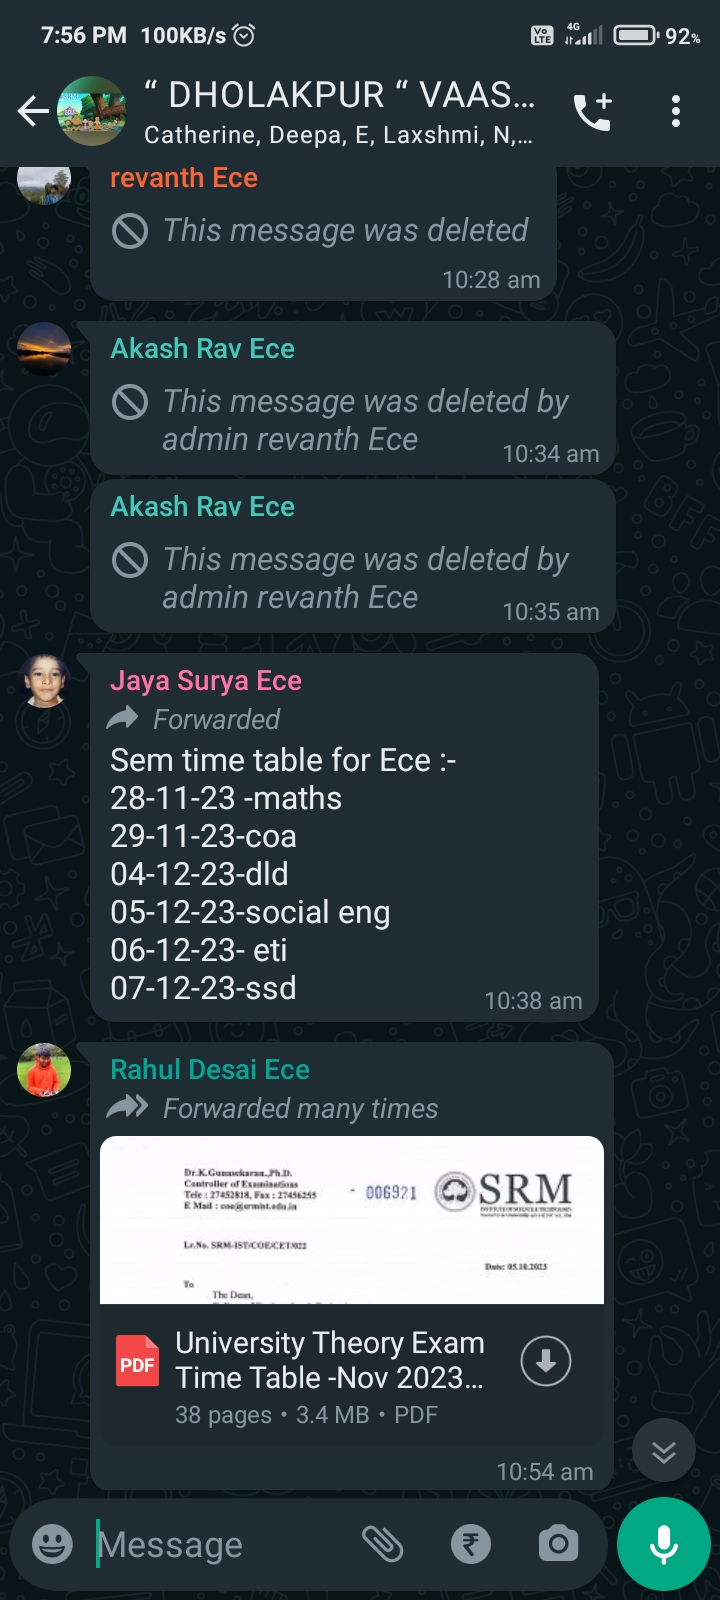 7:56 PM 100KB/s
Vo LTE 4G 92%
“ DHOLAKPUR “ VAAS...
Catherine, Deepa, E, Laxshmi, N,...
revanth Ece
This message was deleted
10:28 am
Akash Rav Ece
This message was deleted by
admin revanth Ece
10:34 am
Akash Rav Ece
This message was deleted by
admin revanth Ece
10:35 am
Jaya Surya Ece
Forwarded
Sem time table for Ece :-
28-11-23 -maths
29-11-23-coa
04-12-23-dld
05-12-23-social eng
06-12-23- eti
07-12-23-ssd
10:38 am
Rahul Desai Ece
Forwarded many times
Dr.K.Gunasekaran.,Ph.D.
Controller of Examinations
Tele : 27452818, Fax : 27456255
E Mail : coe@srmist.edu.in
- 006921
SRM
INSTITUTE OF SCIENCE & TECHNOLOGY
Lr.No. SRM-IST/COE/CET/022
Date: 05.10.2023
To
The Dean,
PDF
University Theory Exam
Time Table -Nov 2023...
38 pages • 3.4 MB • PDF
10:54 am
Message